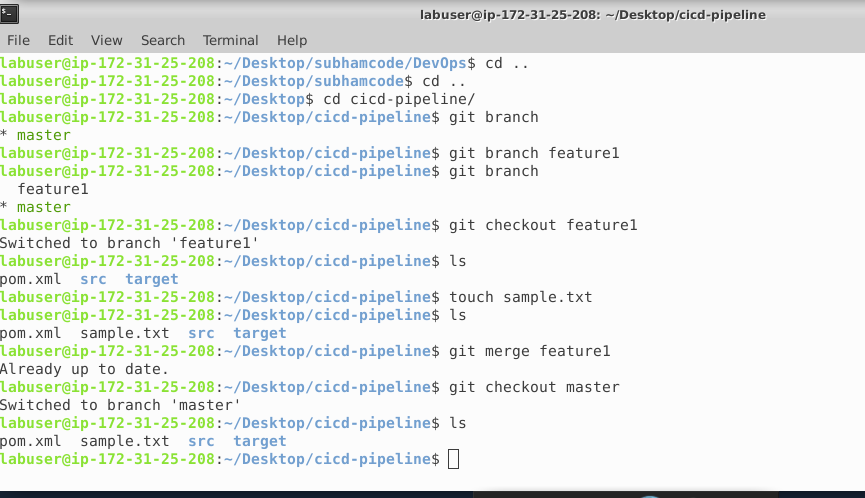 labuser@ip-172-31-25-208: ~/Desktop/cicd-pipeline
File Edit View Search Terminal Help
labuser@ip-172-31-25-208:~/Desktop/subhamcode/DevOps$ cd ..
labuser@ip-172-31-25-208:~/Desktop/subhamcode$ cd ..
labuser@ip-172-31-25-208:~/Desktop$ cd cicd-pipeline/
labuser@ip-172-31-25-208:~/Desktop/cicd-pipeline$ git branch
* master
labuser@ip-172-31-25-208:~/Desktop/cicd-pipeline$ git branch feature1
labuser@ip-172-31-25-208:~/Desktop/cicd-pipeline$ git branch
  feature1
* master
labuser@ip-172-31-25-208:~/Desktop/cicd-pipeline$ git checkout feature1
Switched to branch 'feature1'
labuser@ip-172-31-25-208:~/Desktop/cicd-pipeline$ ls
pom.xml  src  target
labuser@ip-172-31-25-208:~/Desktop/cicd-pipeline$ touch sample.txt
labuser@ip-172-31-25-208:~/Desktop/cicd-pipeline$ ls
pom.xml  sample.txt  src  target
labuser@ip-172-31-25-208:~/Desktop/cicd-pipeline$ git merge feature1
Already up to date.
labuser@ip-172-31-25-208:~/Desktop/cicd-pipeline$ git checkout master
Switched to branch 'master'
labuser@ip-172-31-25-208:~/Desktop/cicd-pipeline$ ls
pom.xml  sample.txt  src  target
labuser@ip-172-31-25-208:~/Desktop/cicd-pipeline$